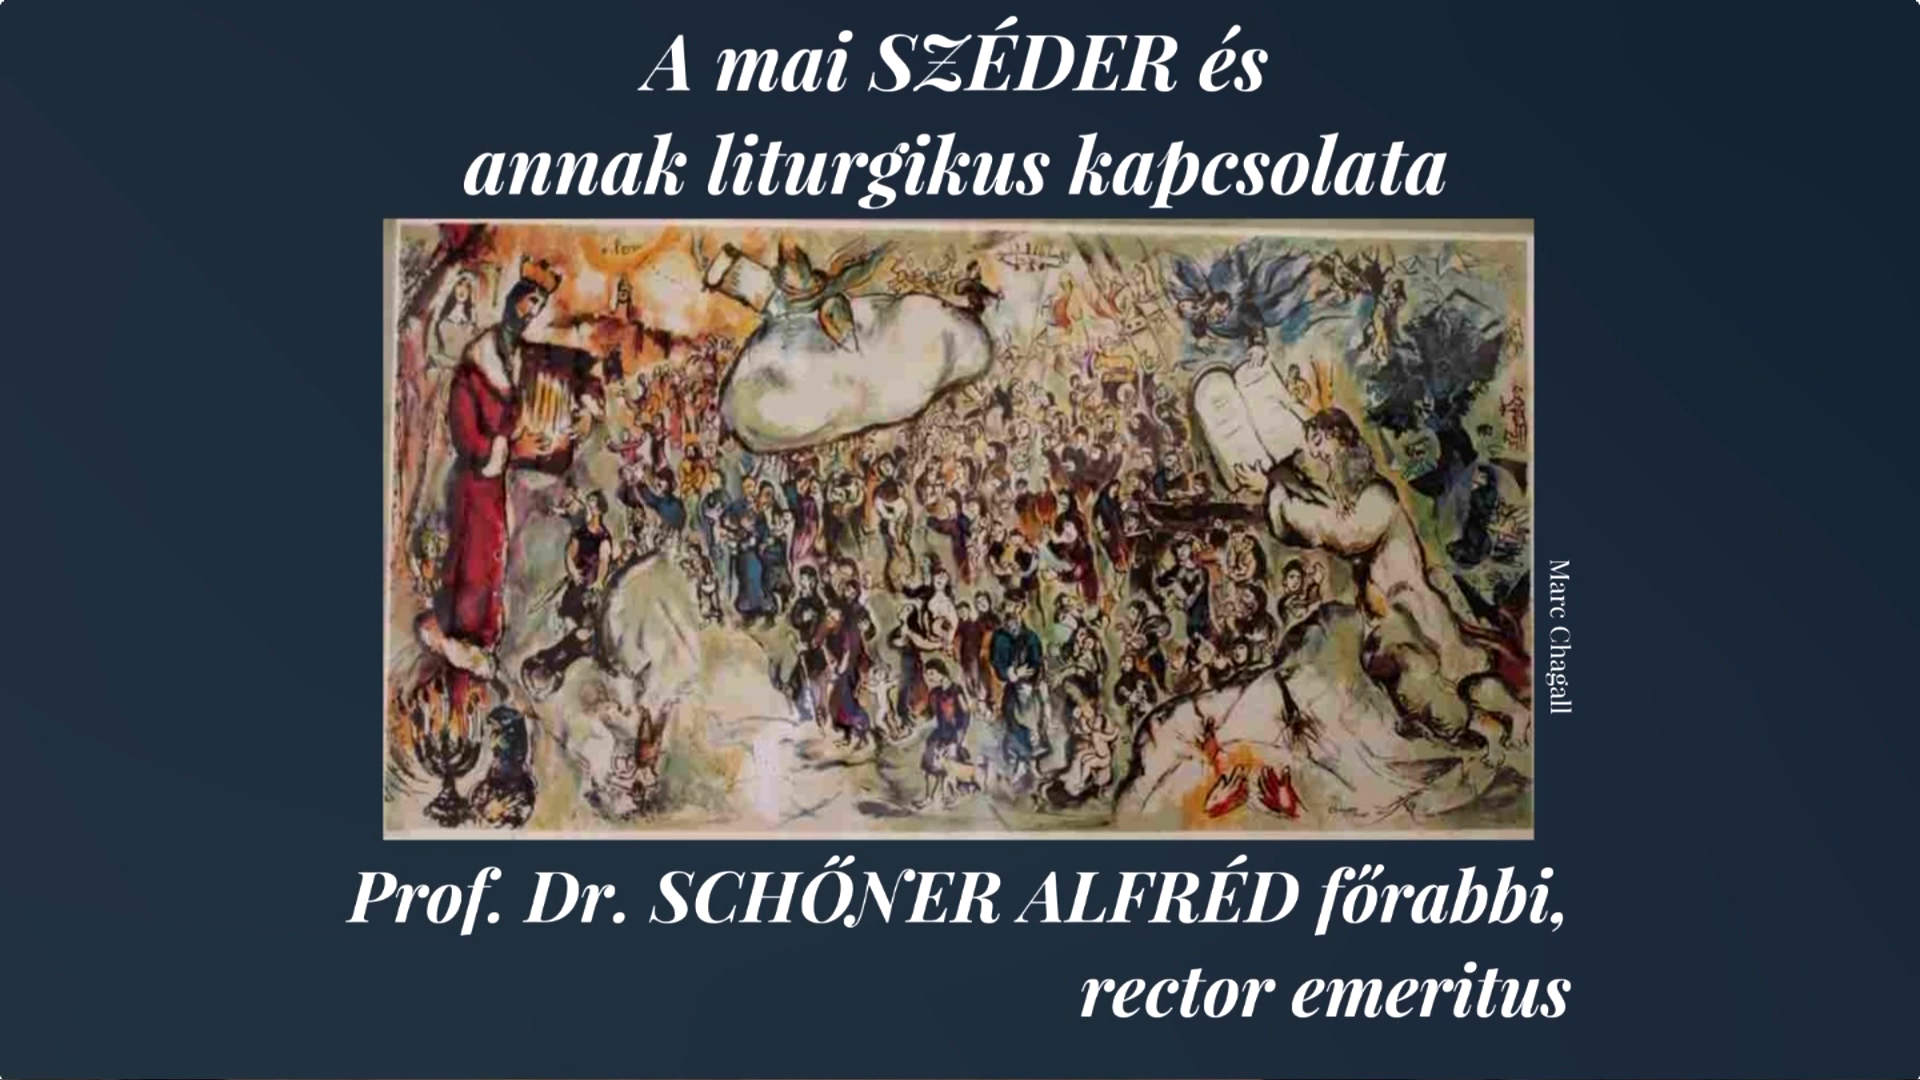 A mai SZÉDER és
annak liturgikus kapcsolata
Marc Chagall
Prof. Dr. SCHŐNER ALFRÉD főrabbi,
rector emeritus